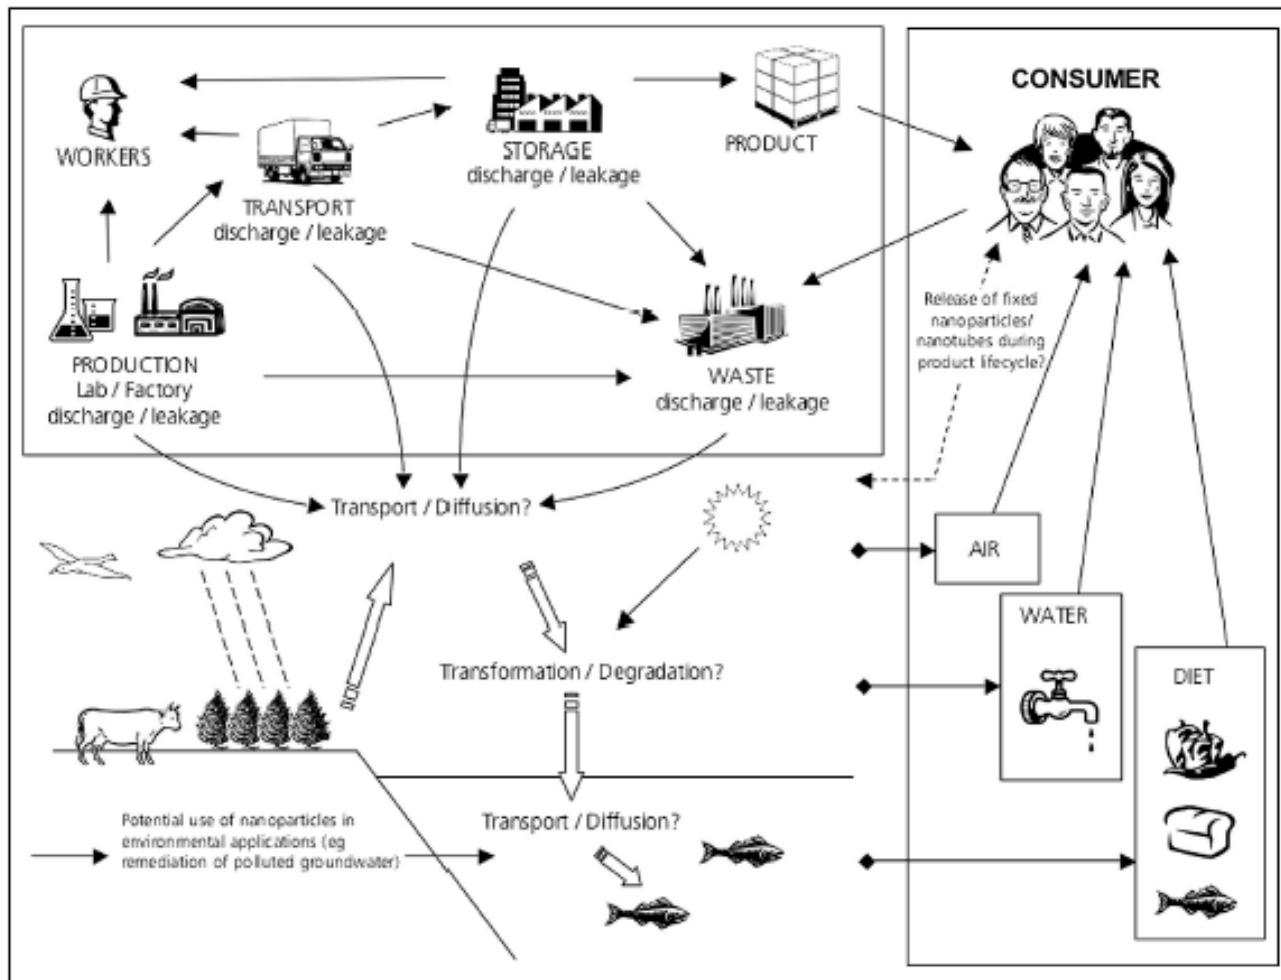 WORKERS
TRANSPORT
discharge / leakage
STORAGE
discharge / leakage
PRODUCT
PRODUCTION
Lab / Factory
discharge / leakage
WASTE
discharge / leakage
CONSUMER
Release of fixed
nanoparticles/
nanotubes during
product lifecycle?
Transport / Diffusion?
AIR
Transformation / Degradation?
WATER
DIET
Potential use of nanoparticles in
environmental applications (eg
remediation of polluted groundwater)
Transport / Diffusion?